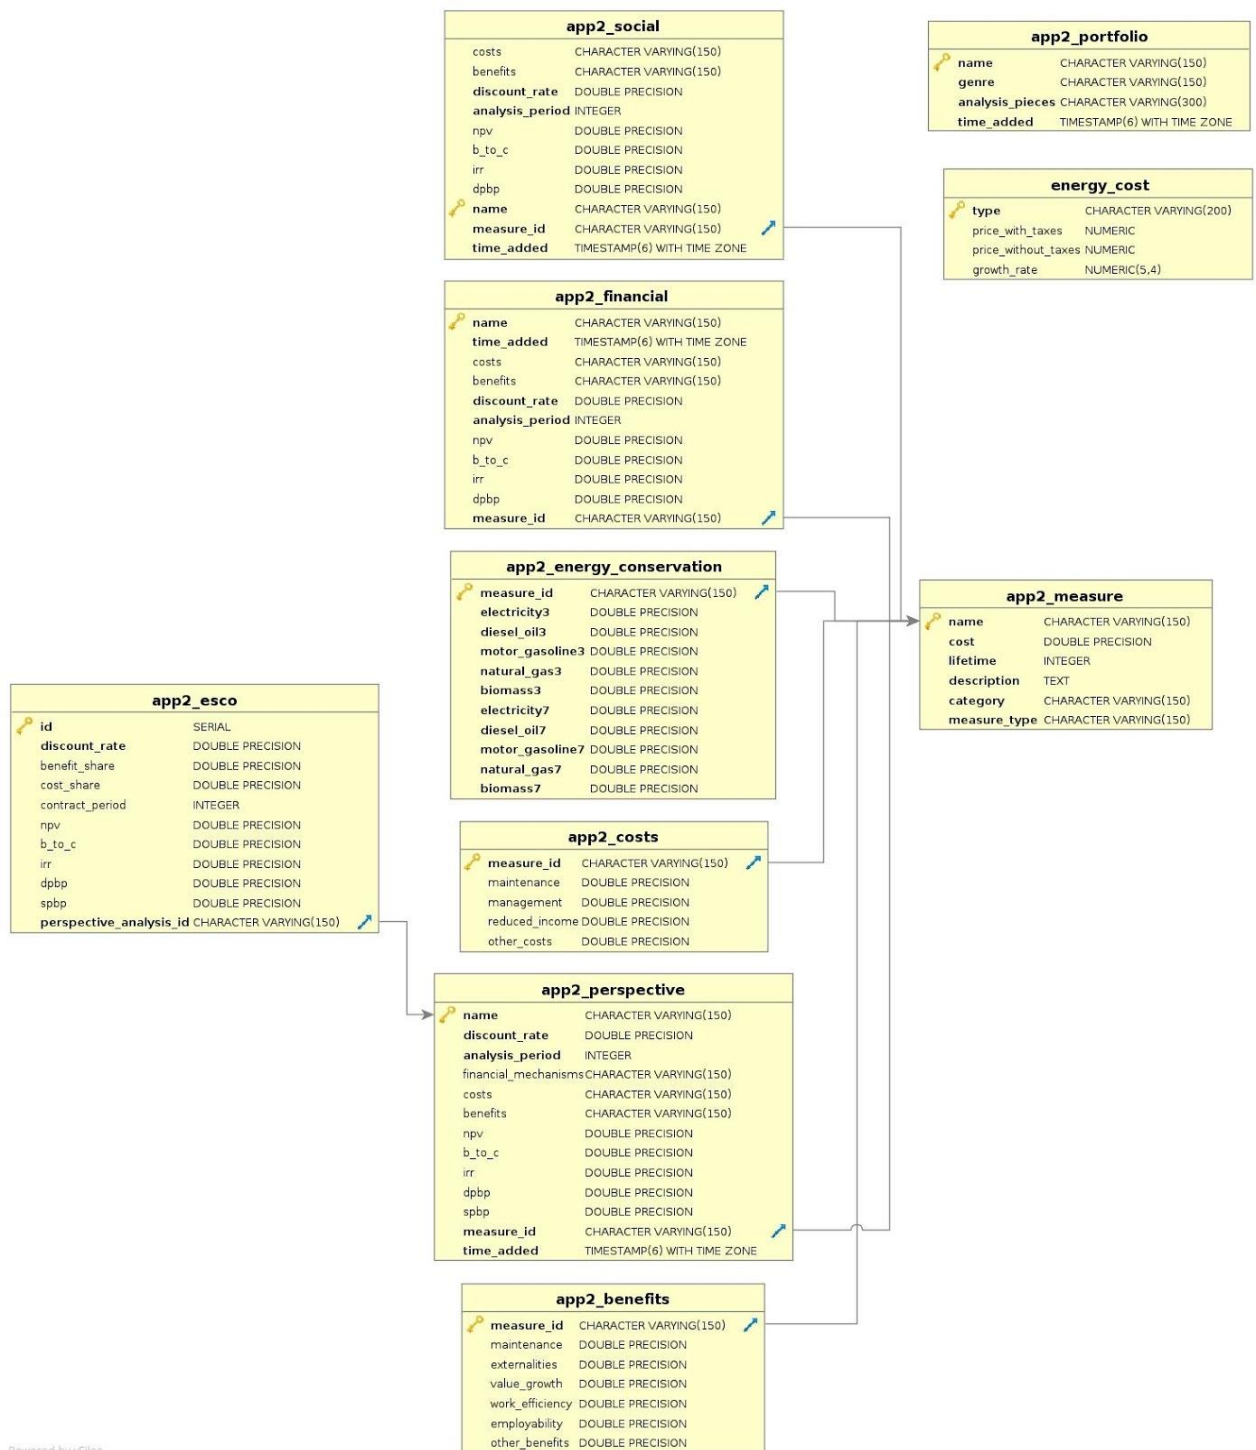 app2_social
costs CHARACTER VARYING(150)
benefits CHARACTER VARYING(150)
discount_rate DOUBLE PRECISION
analysis_period INTEGER
npv DOUBLE PRECISION
b_to_c DOUBLE PRECISION
irr DOUBLE PRECISION
dpbp DOUBLE PRECISION
name CHARACTER VARYING(150)
measure_id CHARACTER VARYING(150)
time_added TIMESTAMP(6) WITH TIME ZONE
app2_portfolio
name CHARACTER VARYING(150)
genre CHARACTER VARYING(150)
analysis_pieces CHARACTER VARYING(300)
time_added TIMESTAMP(6) WITH TIME ZONE
energy_cost
type CHARACTER VARYING(200)
price_with_taxes NUMERIC
price_without_taxes NUMERIC
growth_rate NUMERIC(5,4)
app2_financial
name CHARACTER VARYING(150)
time_added TIMESTAMP(6) WITH TIME ZONE
costs CHARACTER VARYING(150)
benefits CHARACTER VARYING(150)
discount_rate DOUBLE PRECISION
analysis_period INTEGER
npv DOUBLE PRECISION
b_to_c DOUBLE PRECISION
irr DOUBLE PRECISION
dpbp DOUBLE PRECISION
measure_id CHARACTER VARYING(150)
app2_energy_conservation
measure_id CHARACTER VARYING(150)
electricity3 DOUBLE PRECISION
diesel_oil3 DOUBLE PRECISION
motor_gasoline3 DOUBLE PRECISION
natural_gas3 DOUBLE PRECISION
biomass3 DOUBLE PRECISION
electricity7 DOUBLE PRECISION
diesel_oil7 DOUBLE PRECISION
motor_gasoline7 DOUBLE PRECISION
natural_gas7 DOUBLE PRECISION
biomass7 DOUBLE PRECISION
app2_measure
name CHARACTER VARYING(150)
cost DOUBLE PRECISION
lifetime INTEGER
description TEXT
category CHARACTER VARYING(150)
measure_type CHARACTER VARYING(150)
app2_esco
id SERIAL
discount_rate DOUBLE PRECISION
benefit_share DOUBLE PRECISION
cost_share DOUBLE PRECISION
contract_period INTEGER
npv DOUBLE PRECISION
b_to_c DOUBLE PRECISION
irr DOUBLE PRECISION
dpbp DOUBLE PRECISION
spbp DOUBLE PRECISION
perspective_analysis_id CHARACTER VARYING(150)
app2_costs
measure_id CHARACTER VARYING(150)
maintenance DOUBLE PRECISION
management DOUBLE PRECISION
reduced_income DOUBLE PRECISION
other_costs DOUBLE PRECISION
app2_perspective
name CHARACTER VARYING(150)
discount_rate DOUBLE PRECISION
analysis_period INTEGER
financial_mechanisms CHARACTER VARYING(150)
costs CHARACTER VARYING(150)
benefits CHARACTER VARYING(150)
npv DOUBLE PRECISION
b_to_c DOUBLE PRECISION
irr DOUBLE PRECISION
dpbp DOUBLE PRECISION
spbp DOUBLE PRECISION
measure_id CHARACTER VARYING(150)
time_added TIMESTAMP(6) WITH TIME ZONE
app2_benefits
measure_id CHARACTER VARYING(150)
maintenance DOUBLE PRECISION
externalities DOUBLE PRECISION
value_growth DOUBLE PRECISION
work_efficiency DOUBLE PRECISION
employability DOUBLE PRECISION
other_benefits DOUBLE PRECISION